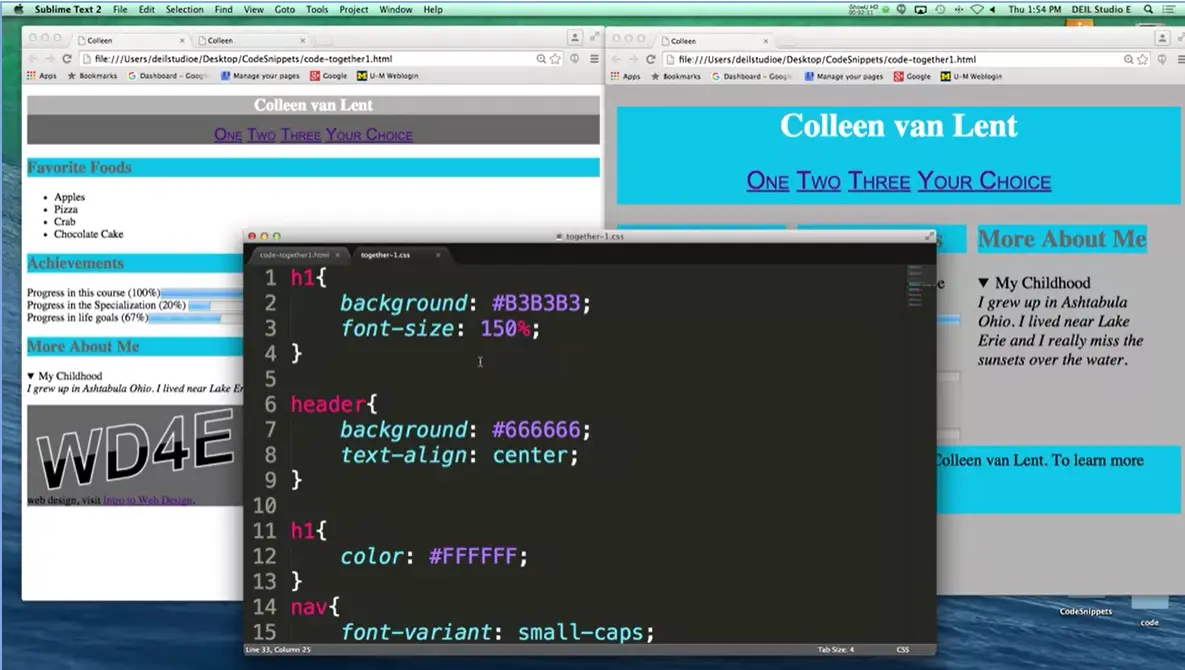 Sublime Text 2 File Edit Selection Find View Goto Tools Project Window Help
Thu 1:54 PM DEIL Studio E
Colleen
Colleen
file:///Users/deilstudioe/Desktop/CodeSnippets/code-together1.html
Apps Bookmarks Dashboard - Goog Manage your pages Google U-M Weblogin
Colleen van Lent
One Two Three Your Choice
Favorite Foods
Apples
Pizza
Crab
Chocolate Cake
Achievements
Progress in this course (100%)
Progress in the Specialization (20%)
Progress in life goals (67%)
More About Me
▼ My Childhood
I grew up in Ashtabula Ohio. I lived near Lake Er
WD4E
web design, visit Intro to Web Design.
Colleen
file:///Users/deilstudioe/Desktop/CodeSnippets/code-together1.html
Apps Bookmarks Dashboard - Goog Manage your pages Google U-M Weblogin
Colleen van Lent
One Two Three Your Choice
s
More About Me
e
▼ My Childhood
I grew up in Ashtabula
Ohio. I lived near Lake
Erie and I really miss the
sunsets over the water.
Colleen van Lent. To learn more
together-1.css
code-together1.html together-1.css
1 h1{
2 background: #B3B3B3;
3 font-size: 150%;
4 }
5
6 header{
7 background: #666666;
8 text-align: center;
9 }
10
11 h1{
12 color: #FFFFFF;
13 }
14 nav{
15 font-variant: small-caps;
Line 33, Column 25 Tab Size: 4 CSS
CodeSnippets
code